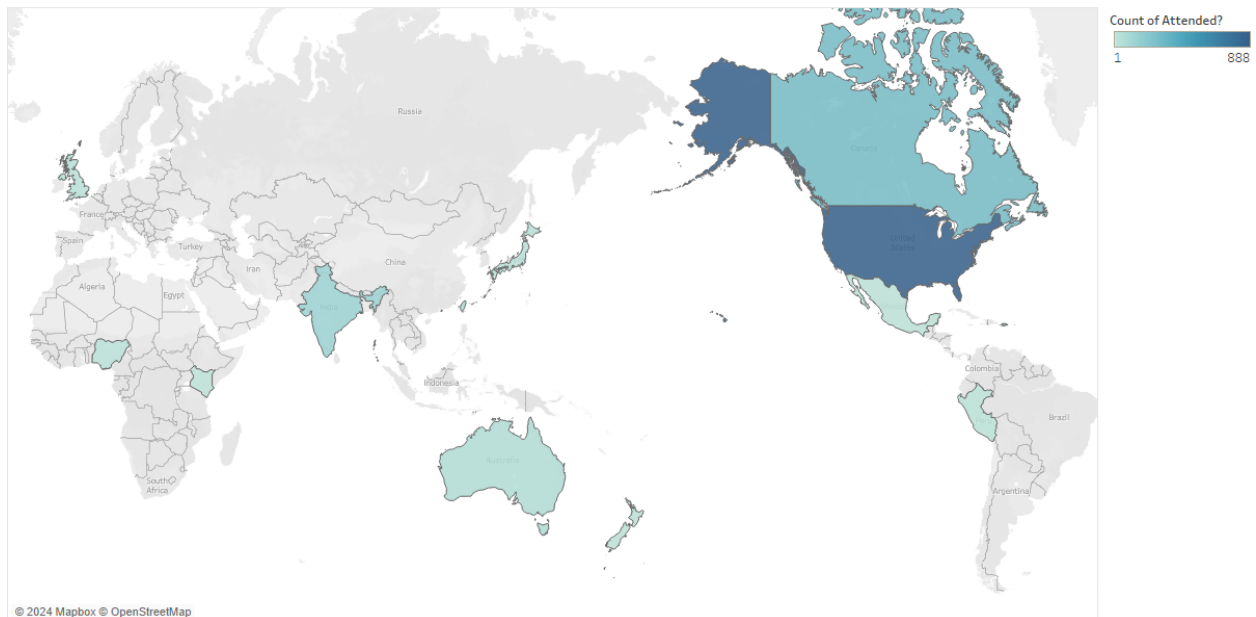 Count of Attended?
1
888
Russia
Canada
France
United
States
Spain
Turkey
China
Iran
Algeria
Egypt
India
Colombia
Indonesia
Brazil
Australia
South
Africa
Argentina
© 2024 Mapbox © OpenStreetMap